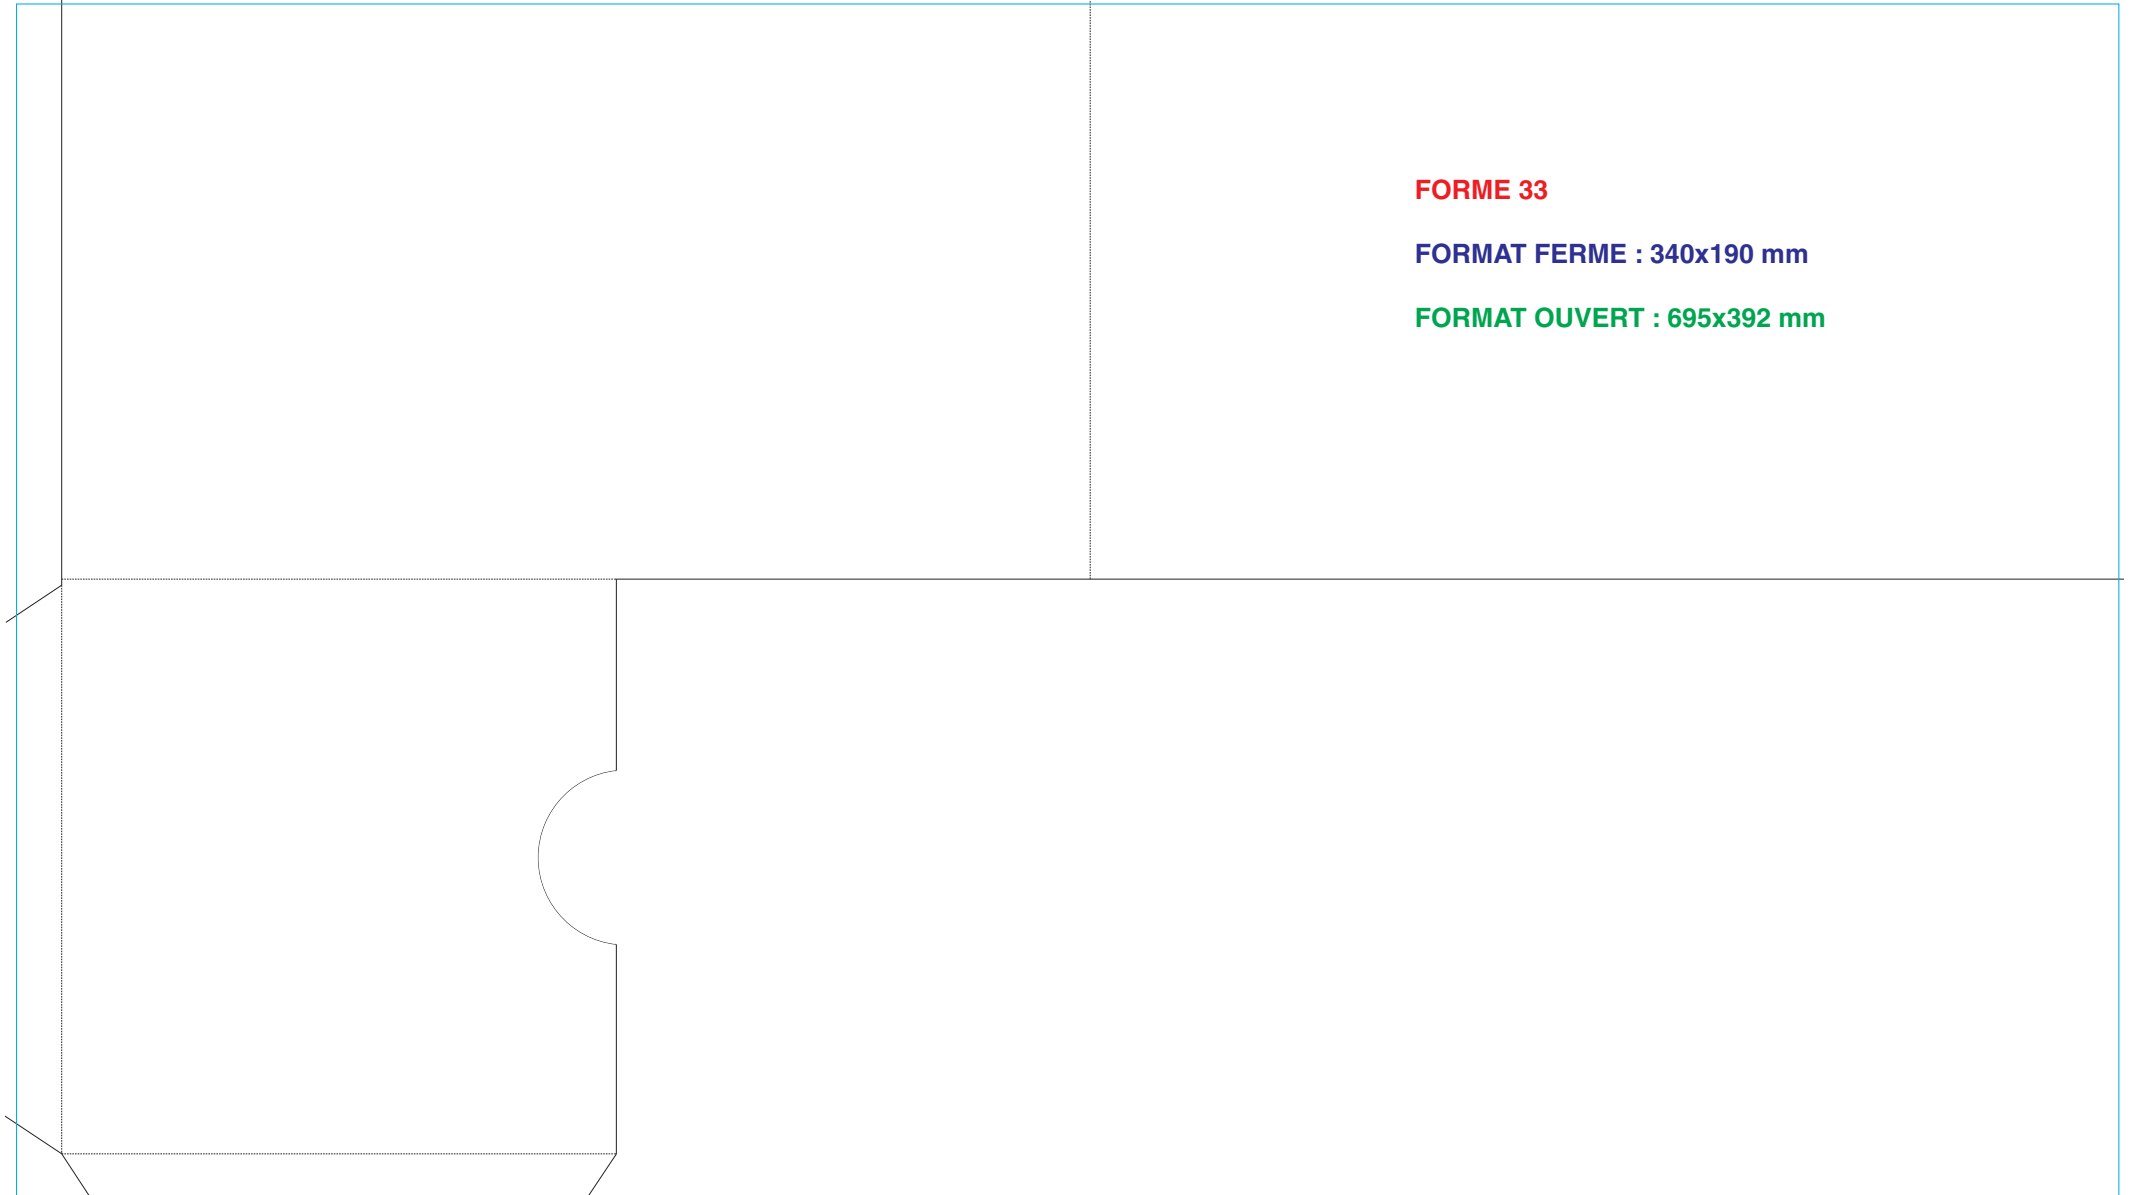 FORME 33
FORMAT FERME : 340x190 mm
FORMAT OUVERT : 695x392 mm